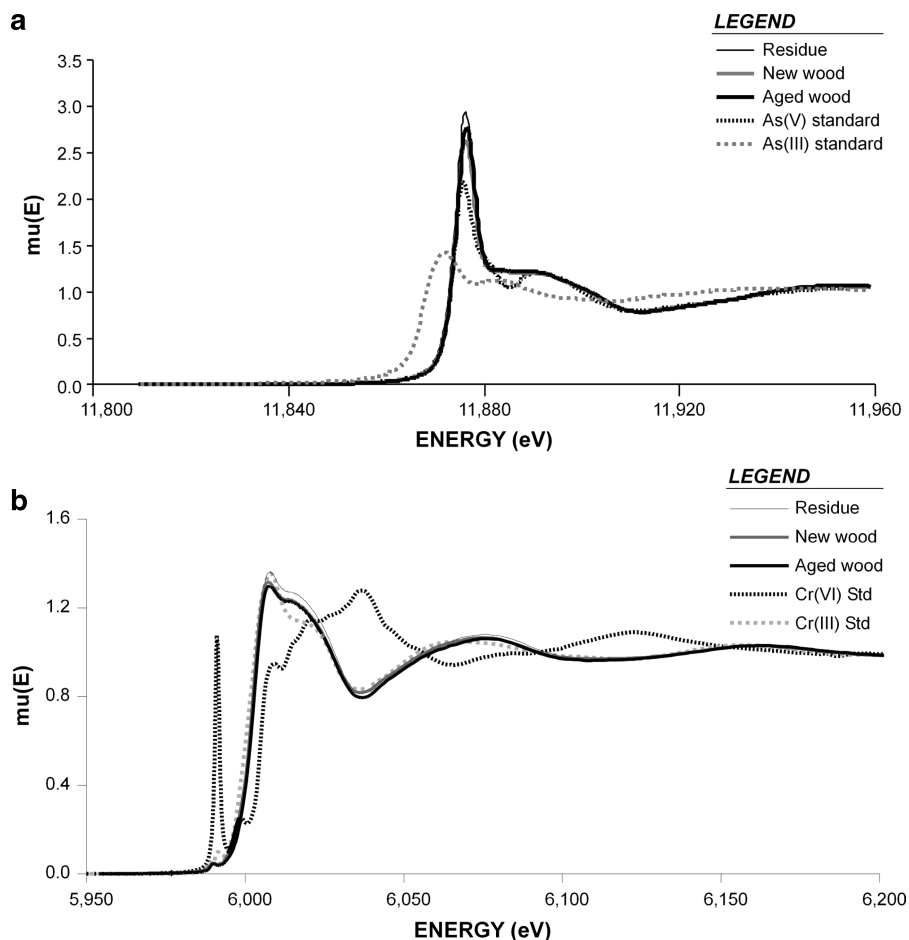 a
LEGEND
Residue
New wood
Aged wood
As(V) standard
As(III) standard
3.5
3.0
2.5
2.0
1.5
1.0
0.5
0.0
mu(E)
11,800
11,840
11,880
11,920
11,960
ENERGY (eV)
b
LEGEND
Residue
New wood
Aged wood
Cr(VI) Std
Cr(III) Std
1.6
1.2
0.8
0.4
0.0
mu(E)
5,950
6,000
6,050
6,100
6,150
6,200
ENERGY (eV)